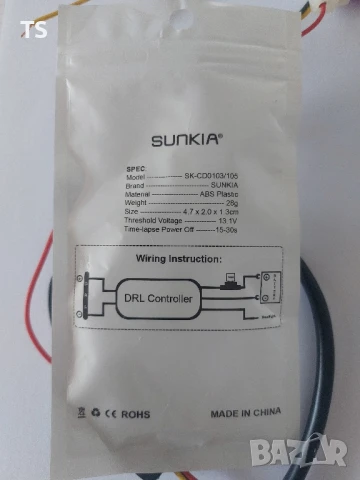 TS
SUNKIA®
SPEC:
Model ------------ SK-CD0103/105
Brand ------------------- SUNKIA
Material ------------- ABS Plastic
Weight ---------------------- 28g
Size ---------- 4.7 x 2.0 x 1.3cm
Threshold Voltage ------- 13.1V
Time-lapse Power Off ----15-30s
Wiring Instruction:
DRL Controller
CE ROHS
MADE IN CHINA
BAZAR